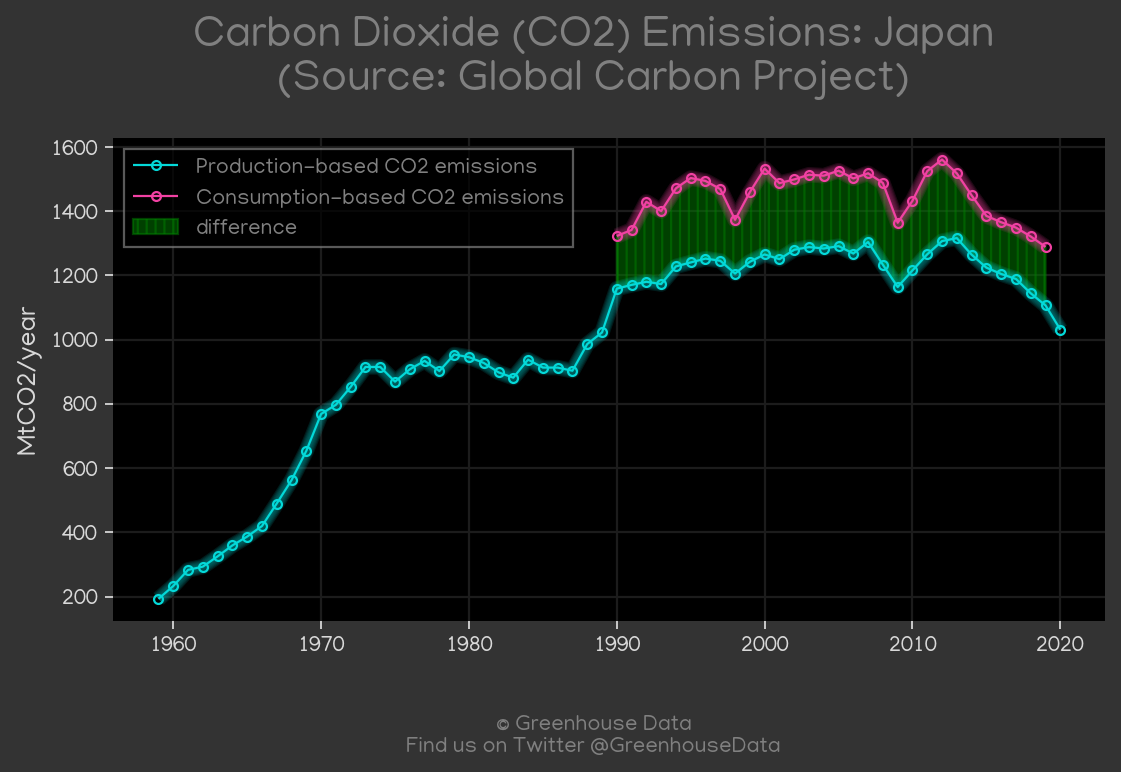 Carbon Dioxide (CO2) Emissions: Japan
(Source: Global Carbon Project)
1600
1400
1200
1000
800
600
400
200
MtCO2/year
Production-based CO2 emissions
Consumption-based CO2 emissions
difference
1960 1970 1980 1990 2000 2010 2020
© Greenhouse Data
Find us on Twitter @GreenhouseData